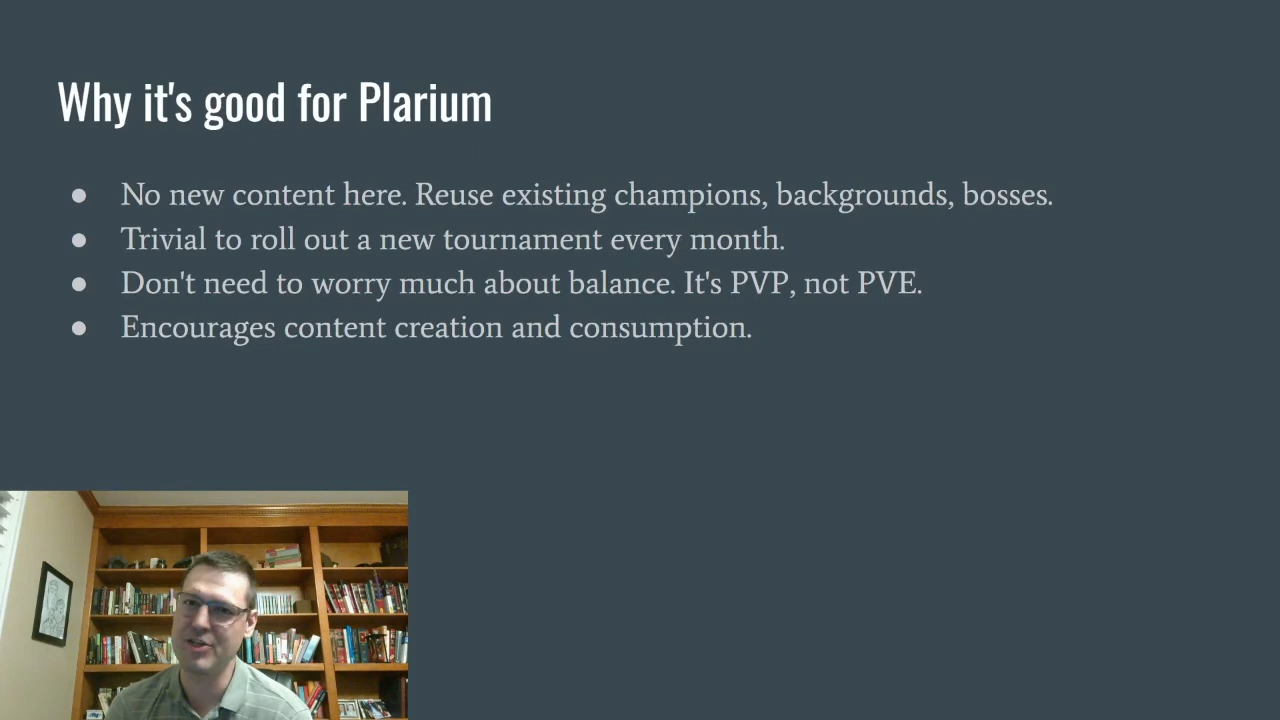 Why it's good for Plarium
● No new content here. Reuse existing champions, backgrounds, bosses.
● Trivial to roll out a new tournament every month.
● Don't need to worry much about balance. It's PVP, not PVE.
● Encourages content creation and consumption.